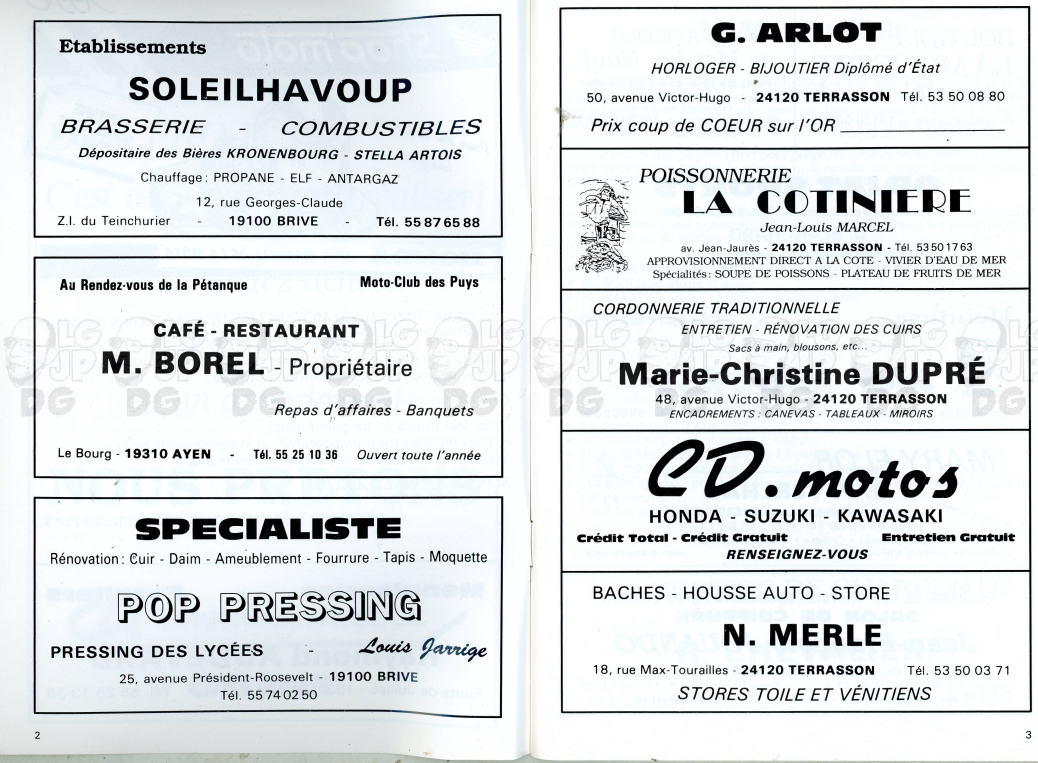 Etablissements
SOLEILHAVOUP
BRASSERIE - COMBUSTIBLES
Dépositaire des Bières KRONENBOURG - STELLA ARTOIS
Chauffage : PROPANE - ELF - ANTARGAZ
12, rue Georges-Claude
Z.I. du Teinchurier - 19100 BRIVE - Tél. 55 87 65 88
Au Rendez-vous de la Pétanque Moto-Club des Puys
CAFÉ - RESTAURANT
M. BOREL - Propriétaire
Repas d'affaires - Banquets
Le Bourg - 19310 AYEN - Tél. 55 25 10 36 Ouvert toute l'année
SPECIALISTE
Rénovation : Cuir - Daim - Ameublement - Fourrure - Tapis - Moquette
POP PRESSING
PRESSING DES LYCÉES - Louis Jarrige
25, avenue Président-Roosevelt - 19100 BRIVE
Tél. 55 74 02 50
2
G. ARLOT
HORLOGER - BIJOUTIER Diplômé d'État
50, avenue Victor-Hugo - 24120 TERRASSON Tél. 53 50 08 80
Prix coup de COEUR sur l'OR
POISSONNERIE
LA COTINIERE
Jean-Louis MARCEL
av. Jean-Jaurès - 24120 TERRASSON - Tél. 53 50 17 63
APPROVISIONNEMENT DIRECT A LA COTE - VIVIER D'EAU DE MER
Spécialités : SOUPE DE POISSONS - PLATEAU DE FRUITS DE MER
CORDONNERIE TRADITIONNELLE
ENTRETIEN - RÉNOVATION DES CUIRS
Sacs à main, blousons, etc...
Marie-Christine DUPRÉ
48, avenue Victor-Hugo - 24120 TERRASSON
ENCADREMENTS : CANEVAS - TABLEAUX - MIROIRS
CD. motos
HONDA - SUZUKI - KAWASAKI
Crédit Total - Crédit Gratuit Entretien Gratuit
RENSEIGNEZ-VOUS
BACHES - HOUSSE AUTO - STORE
N. MERLE
18, rue Max-Tourailles - 24120 TERRASSON Tél. 53 50 03 71
STORES TOILE ET VÉNITIENS
3
LG JP DG